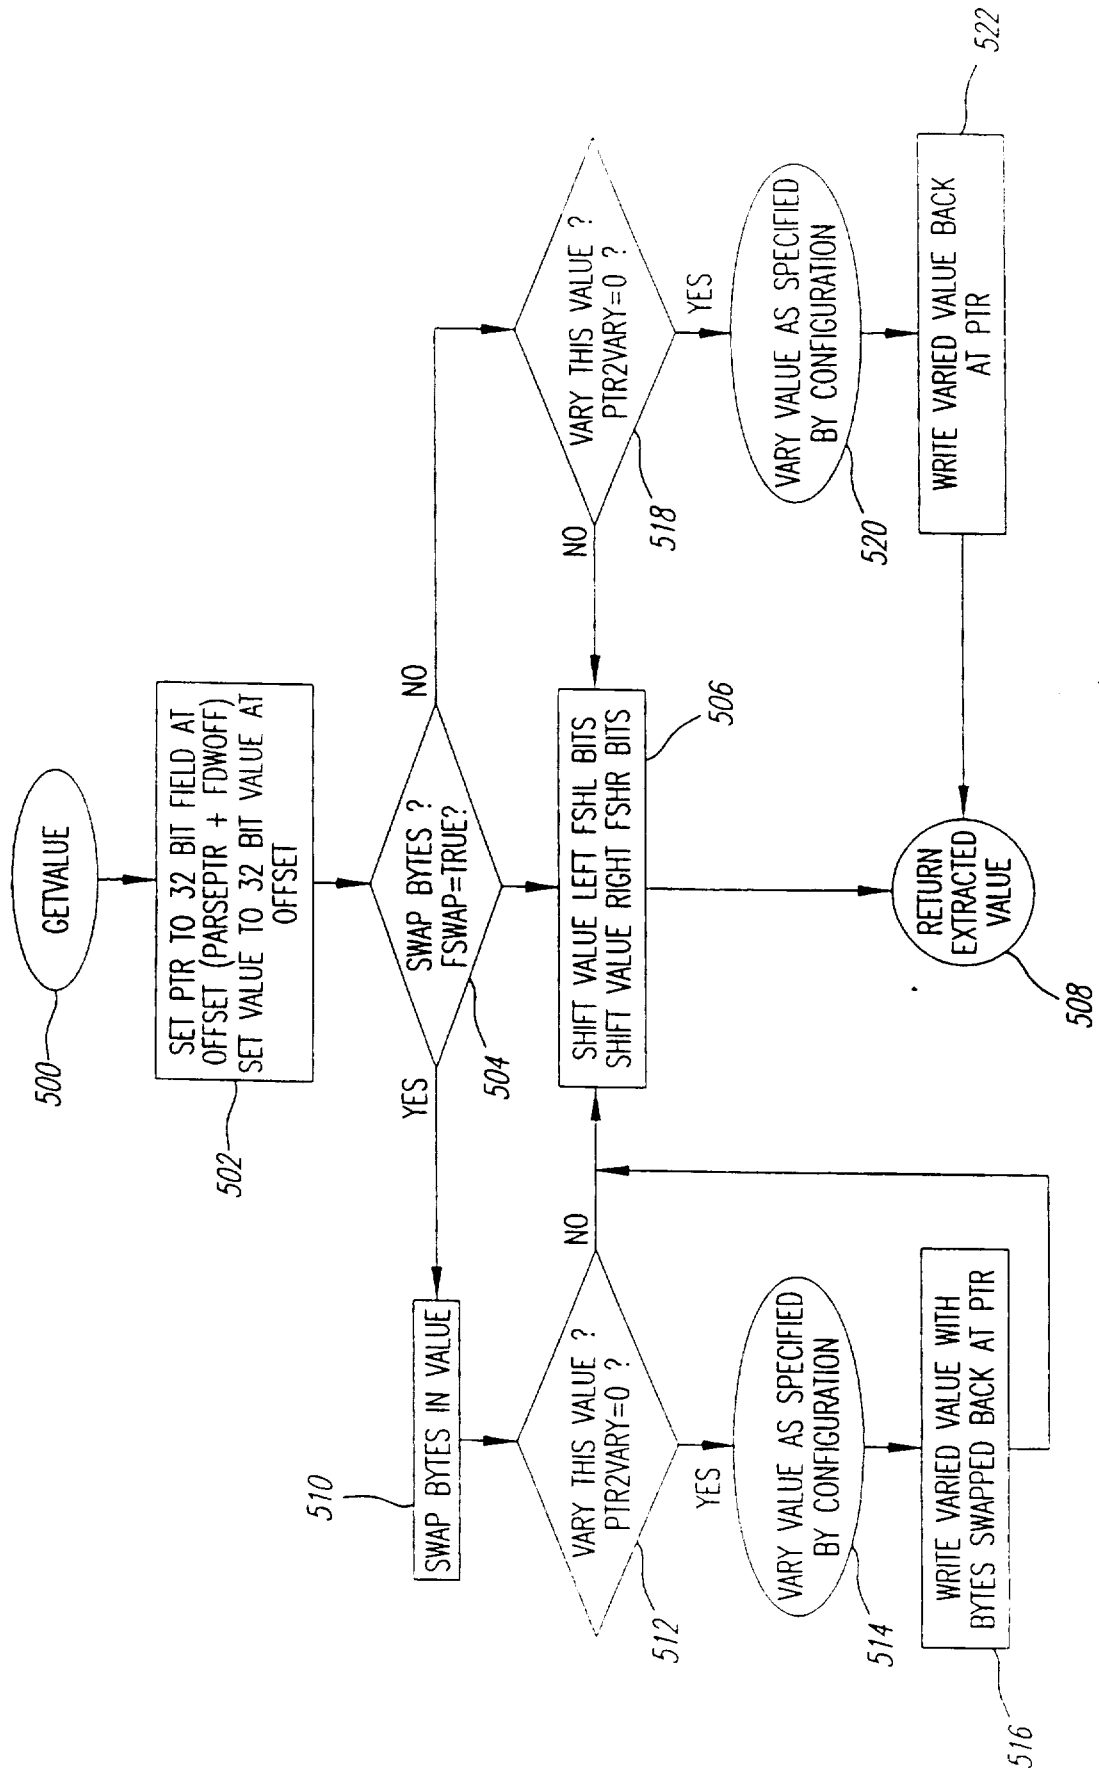 GETVALUE
500
SET PTR TO 32 BIT FIELD AT
OFFSET (PARSEPTR + FDWOFF)
SET VALUE TO 32 BIT VALUE AT
OFFSET
502
SWAP BYTES ?
FSWAP=TRUE?
504
YES
NO
SWAP BYTES IN VALUE
510
VARY THIS VALUE ?
PTR2VARY=0 ?
512
NO
YES
VARY VALUE AS SPECIFIED
BY CONFIGURATION
514
WRITE VARIED VALUE WITH
BYTES SWAPPED BACK AT PTR
516
SHIFT VALUE LEFT FSHL BITS
SHIFT VALUE RIGHT FSHR BITS
506
RETURN
EXTRACTED
VALUE
508
VARY THIS VALUE ?
PTR2VARY=0 ?
518
NO
YES
VARY VALUE AS SPECIFIED
BY CONFIGURATION
520
WRITE VARIED VALUE BACK
AT PTR
522